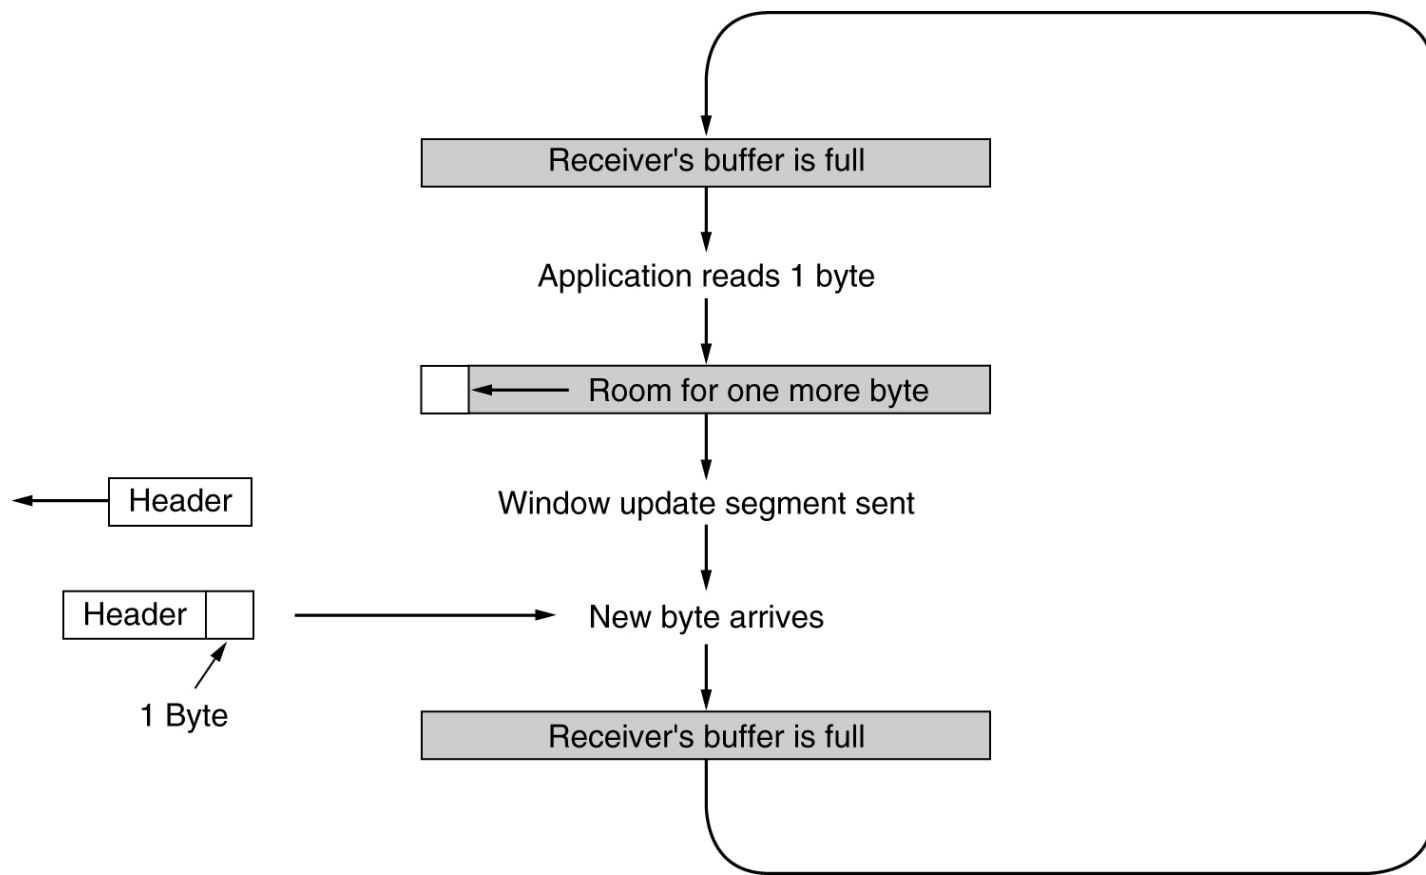 Receiver's buffer is full
Application reads 1 byte
Room for one more byte
Header
Window update segment sent
Header
New byte arrives
1 Byte
Receiver's buffer is full